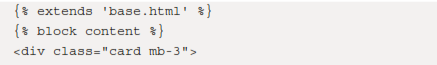 {% extends 'base.html' %}
{% block content %}
<div class="card mb-3">